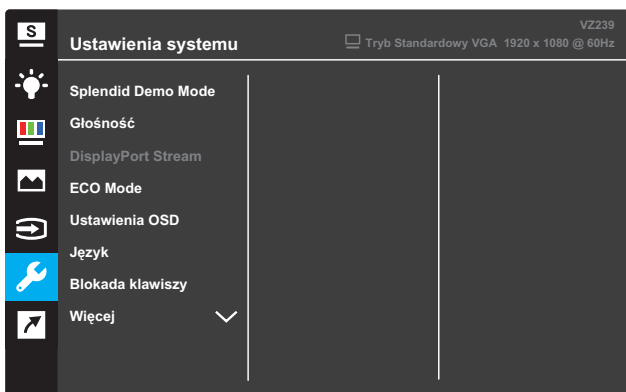 S
VZ239
Ustawienia systemu
Tryb Standardowy VGA 1920 x 1080 @ 60Hz
Splendid Demo Mode
Głośność
DisplayPort Stream
ECO Mode
Ustawienia OSD
Język
Blokada klawiszy
Więcej